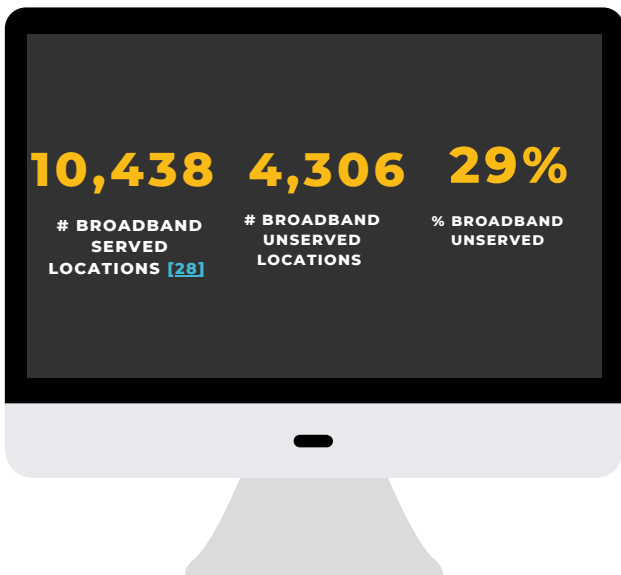 10,438
# BROADBAND
SERVED
LOCATIONS [28]
4,306
# BROADBAND
UNSERVED
LOCATIONS
29%
% BROADBAND
UNSERVED